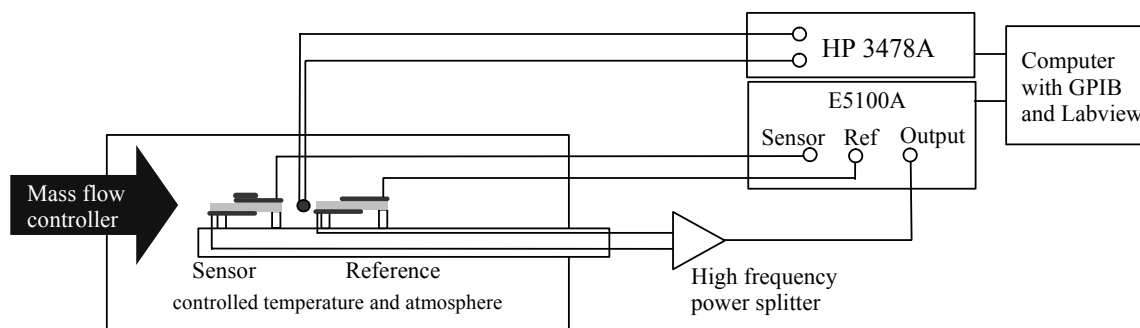 HP 3478A
Computer
with GPIB
and Labview
E5100A
Sensor Ref Output
Mass flow
controller
Sensor Reference
controlled temperature and atmosphere
High frequency
power splitter